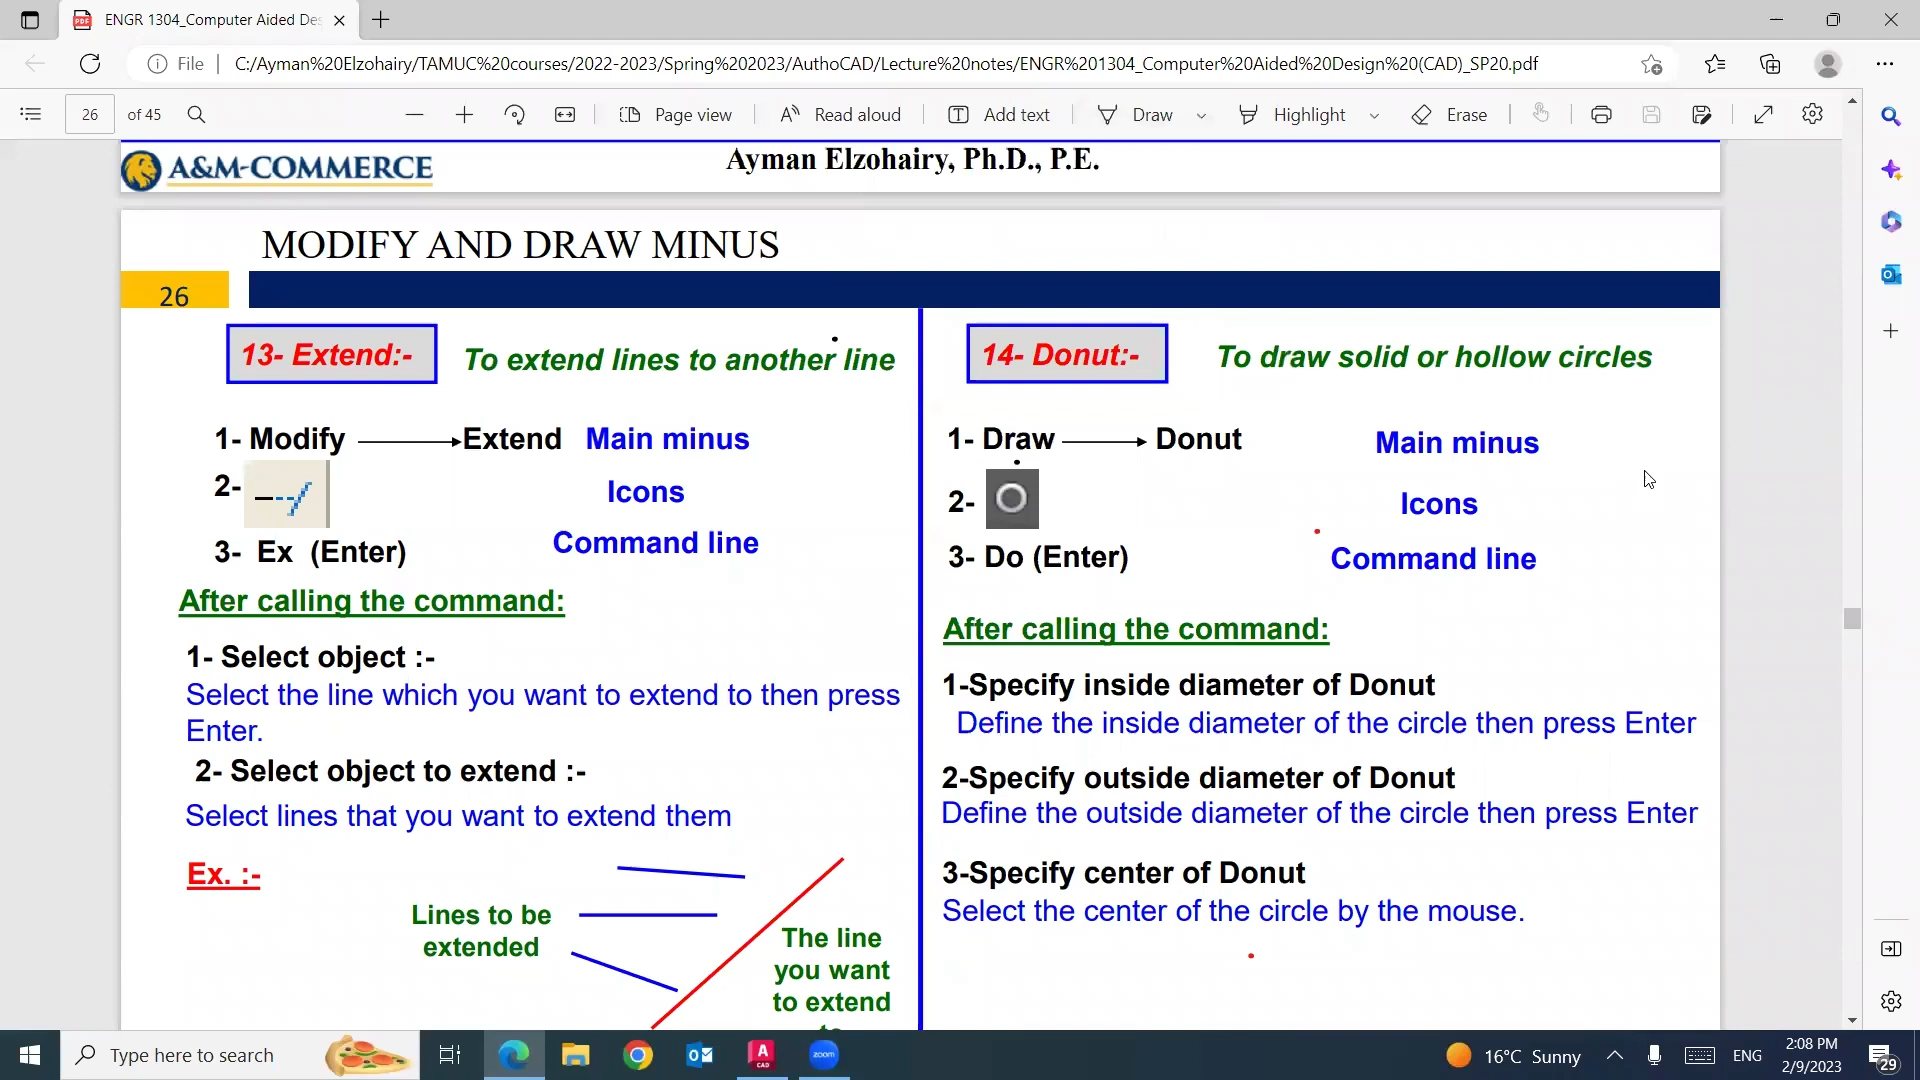 ENGR 1304_Computer Aided Des
File
C:/Ayman%20Elzohairy/TAMUC%20courses/2022-2023/Spring%202023/AuthoCAD/Lecture%20notes/ENGR%201304_Computer%20Aided%20Design%20(CAD)_SP20.pdf
26 of 45
Page view
Read aloud
Add text
Draw
Highlight
Erase
A&M-COMMERCE
Ayman Elzohairy, Ph.D., P.E.
MODIFY AND DRAW MINUS
26
13- Extend:-
To extend lines to another line
1- Modify Extend Main minus
2- Icons
3- Ex (Enter) Command line
After calling the command:
1- Select object :-
Select the line which you want to extend to then press
Enter.
2- Select object to extend :-
Select lines that you want to extend them
Ex. :-
Lines to be
extended
The line
you want
to extend
to
14- Donut:-
To draw solid or hollow circles
1- Draw Donut Main minus
2- Icons
3- Do (Enter) Command line
After calling the command:
1-Specify inside diameter of Donut
Define the inside diameter of the circle then press Enter
2-Specify outside diameter of Donut
Define the outside diameter of the circle then press Enter
3-Specify center of Donut
Select the center of the circle by the mouse.
Type here to search
A
CAD
zoom
16°C Sunny
ENG
2:08 PM
2/9/2023
29